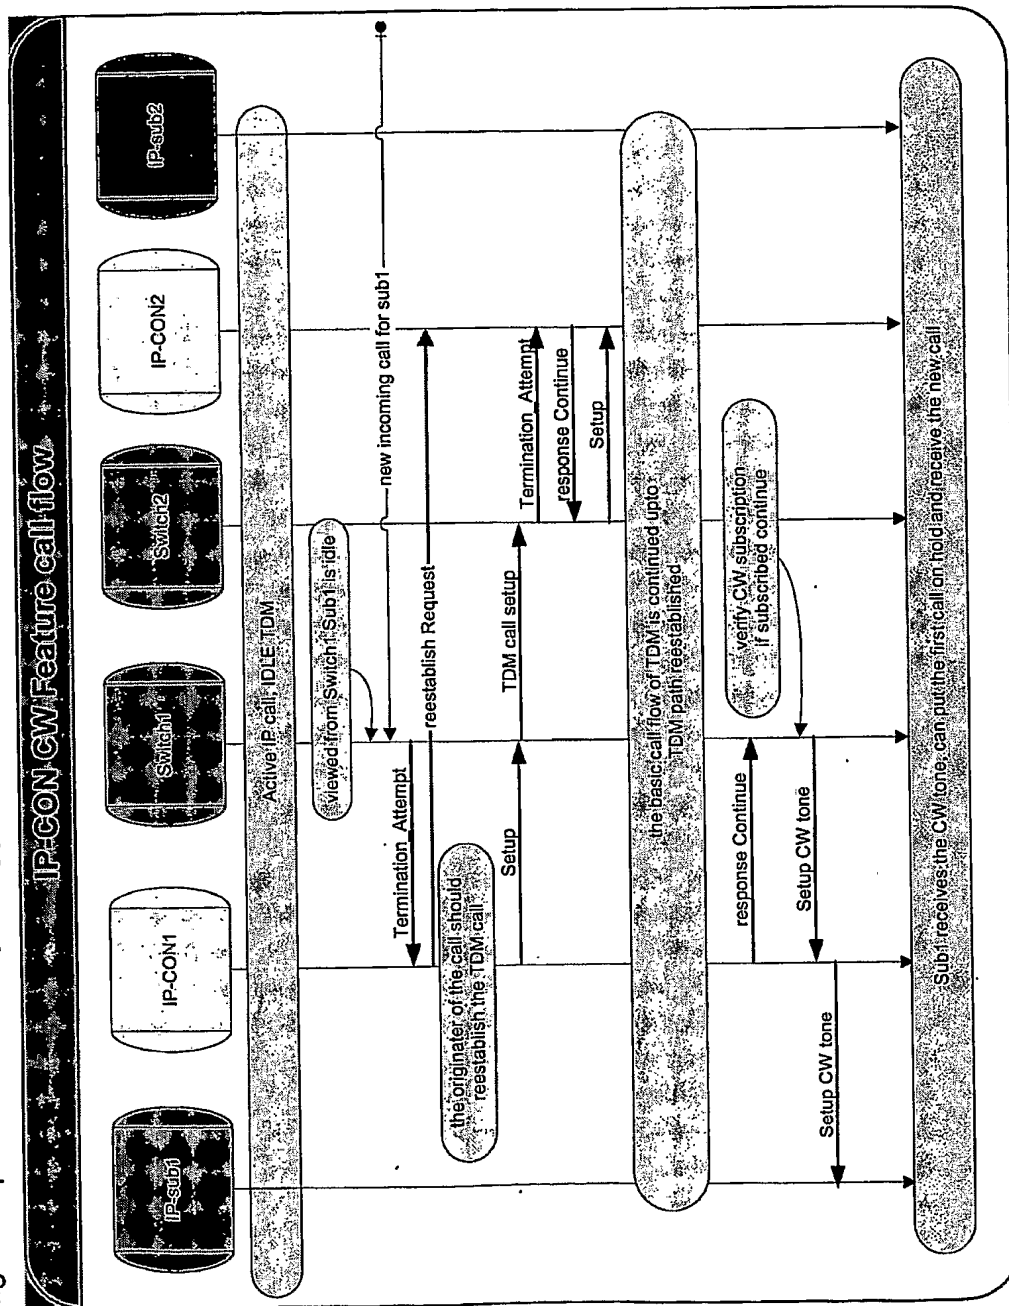 IP-CON CW Feature call flow
IP-sub1
IP-CON1
Switch1
Switch2
IP-CON2
IP-sub2
Active IP call, IDLE TDM
viewed from Switch1 Sub1 is idle
new incoming call for sub1
Termination_Attempt
reestablish Request
the originater of the call should
reestablish the TDM call
Setup
TDM call setup
Termination_Attempt
response Continue
Setup
the basic call flow of TDM is continued upto:
TDM path reestablished
verify CW subscription
if subscribed continue
response Continue
Setup CW tone
Setup CW tone
Sub1 receives the CW tone, can put the first call on hold and receive the new call